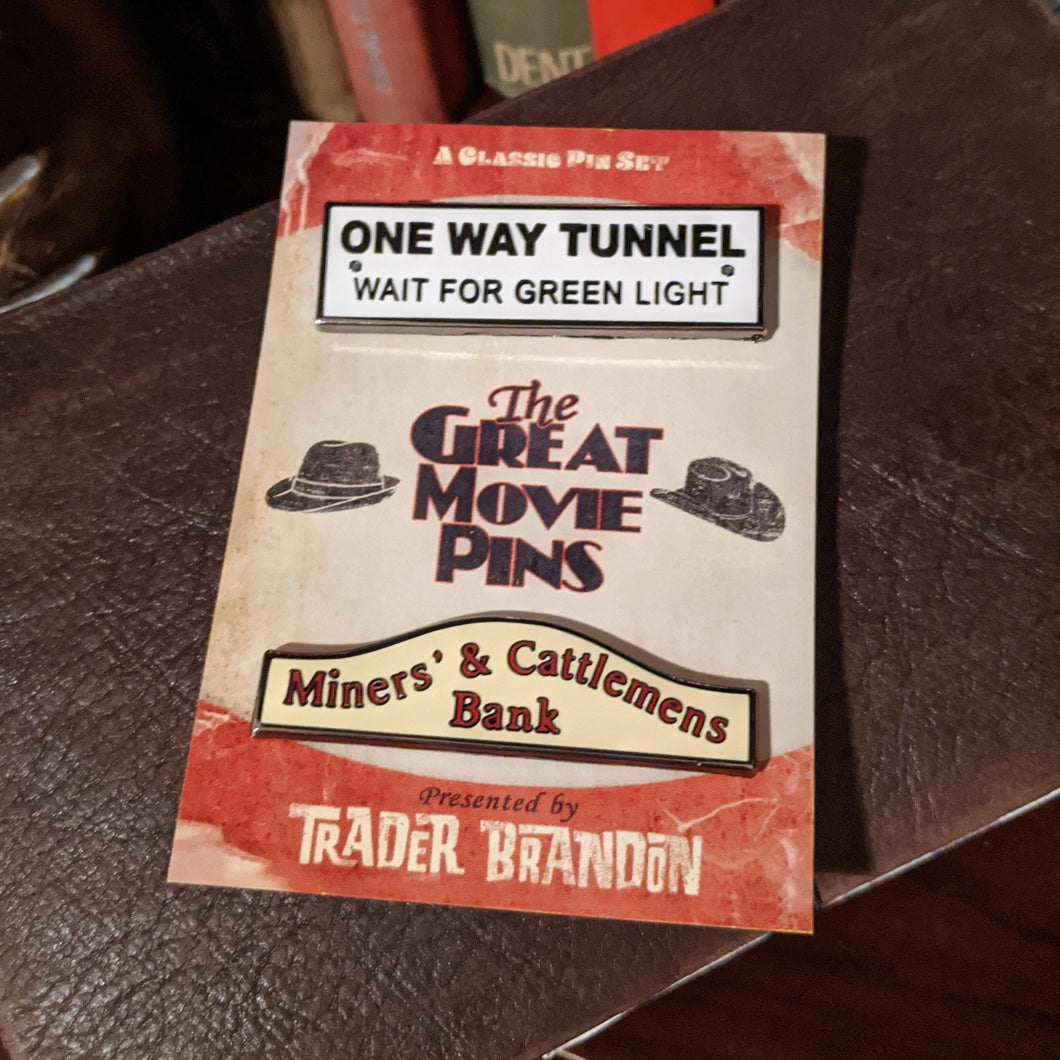 DENT
A CLASSIC PIN SET
ONE WAY TUNNEL
WAIT FOR GREEN LIGHT
The
GREAT
MOVIE
PINS
Miners' & Cattlemens
Bank
Presented by
TRADER BRANDON